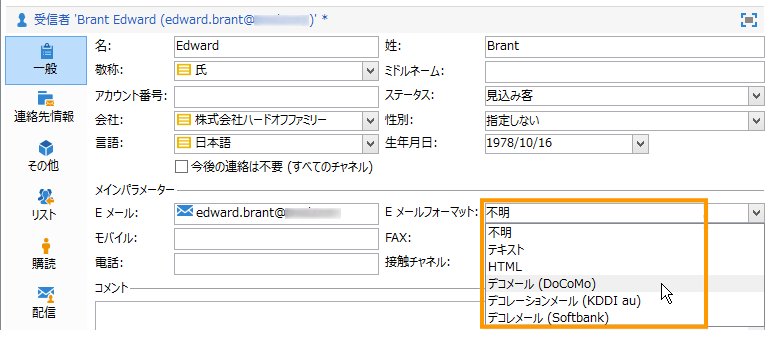 受信者 'Brant Edward (edward.brant@ )' *
一般
連絡先情報
その他
リスト
購読
配信
名: Edward 姓: Brant
敬称: 氏 ミドルネーム:
アカウント番号: ステータス: 見込み客
会社: 株式会社ハードオフファミリー 性別: 指定しない
言語: 日本語 生年月日: 1978/10/16
今後の連絡は不要 (すべてのチャネル)
メインパラメーター
E メール: edward.brant@ E メールフォーマット: 不明
モバイル: FAX:
電話: 接触チャネル:
不明
テキスト
HTML
デコメール (DoCoMo)
デコレーションメール (KDDI au)
デコレメール (Softbank)
コメント